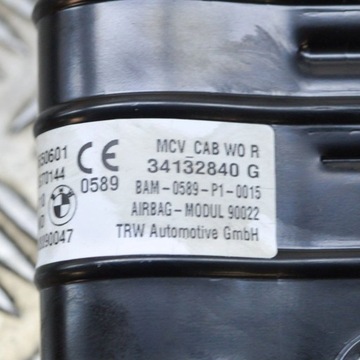 MCV_CAB WO R
34132840 G
BAM-0589-P1-0015
AIRBAG-MODUL 90022
TRW Automotive GmbH
CE
0589